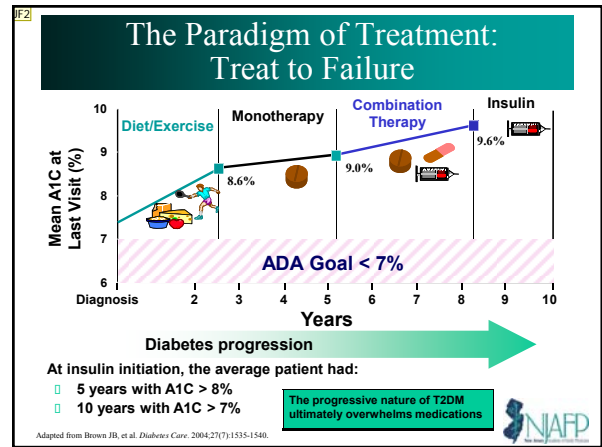 JF2
The Paradigm of Treatment:
Treat to Failure
Mean A1C at
Last Visit (%)
10
9
8
7
6
Diet/Exercise
Monotherapy
Combination
Therapy
Insulin
8.6%
9.0%
9.6%
ADA Goal < 7%
Diagnosis 2 3 4 5 6 7 8 9 10
Years
Diabetes progression
At insulin initiation, the average patient had:
5 years with A1C > 8%
10 years with A1C > 7%
The progressive nature of T2DM
ultimately overwhelms medications
Adapted from Brown JB, et al. Diabetes Care. 2004;27(7):1535-1540.
NJAFP